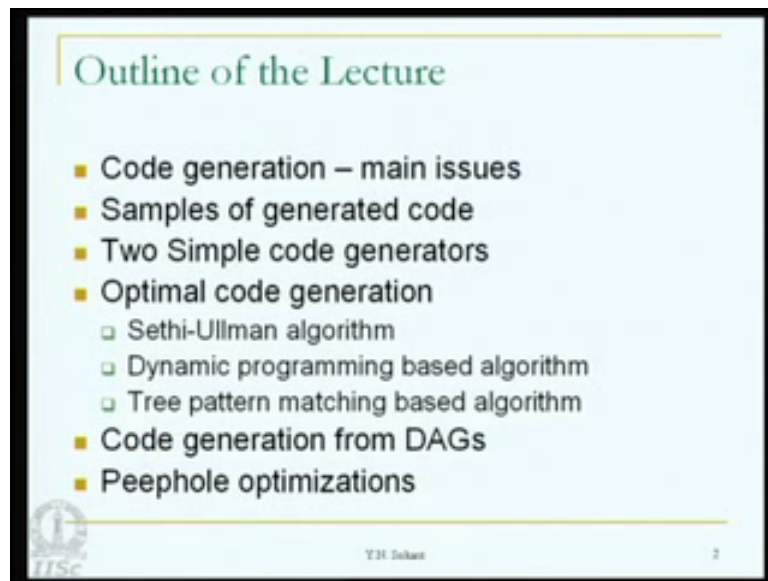 Outline of the Lecture
Code generation – main issues
Samples of generated code
Two Simple code generators
Optimal code generation
Sethi-Ullman algorithm
Dynamic programming based algorithm
Tree pattern matching based algorithm
Code generation from DAGs
Peephole optimizations
IISc
Y.N. Srikant
2